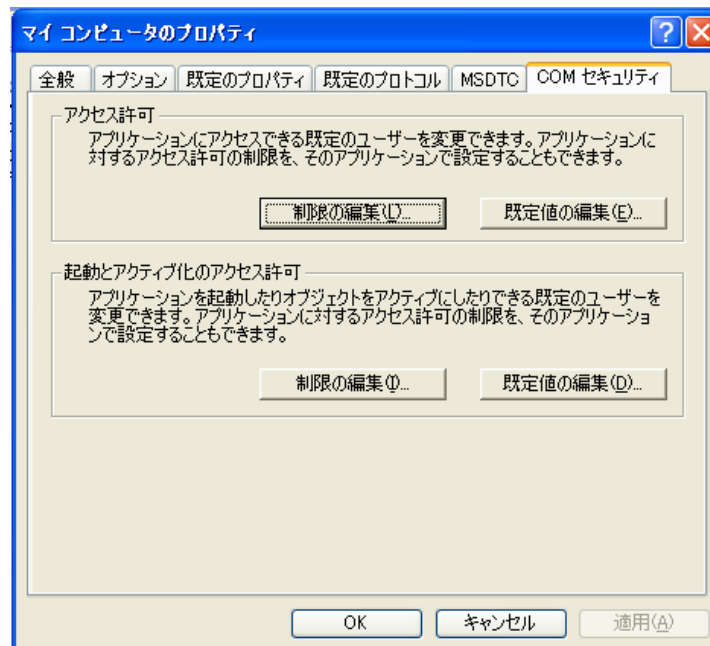 マイ コンピュータのプロパティ
全般 オプション 既定のプロパティ 既定のプロトコル MSDTC COM セキュリティ
アクセス許可
アプリケーションにアクセスできる既定のユーザーを変更できます。アプリケーションに
対するアクセス許可の制限を、そのアプリケーションで設定することもできます。
制限の編集(L)... 既定値の編集(E)...
起動とアクティブ化のアクセス許可
アプリケーションを起動したりオブジェクトをアクティブにしたりできる既定のユーザーを
変更できます。アプリケーションに対するアクセス許可の制限を、そのアプリケーショ
ンで設定することもできます。
制限の編集(I)... 既定値の編集(D)...
OK キャンセル 適用(A)